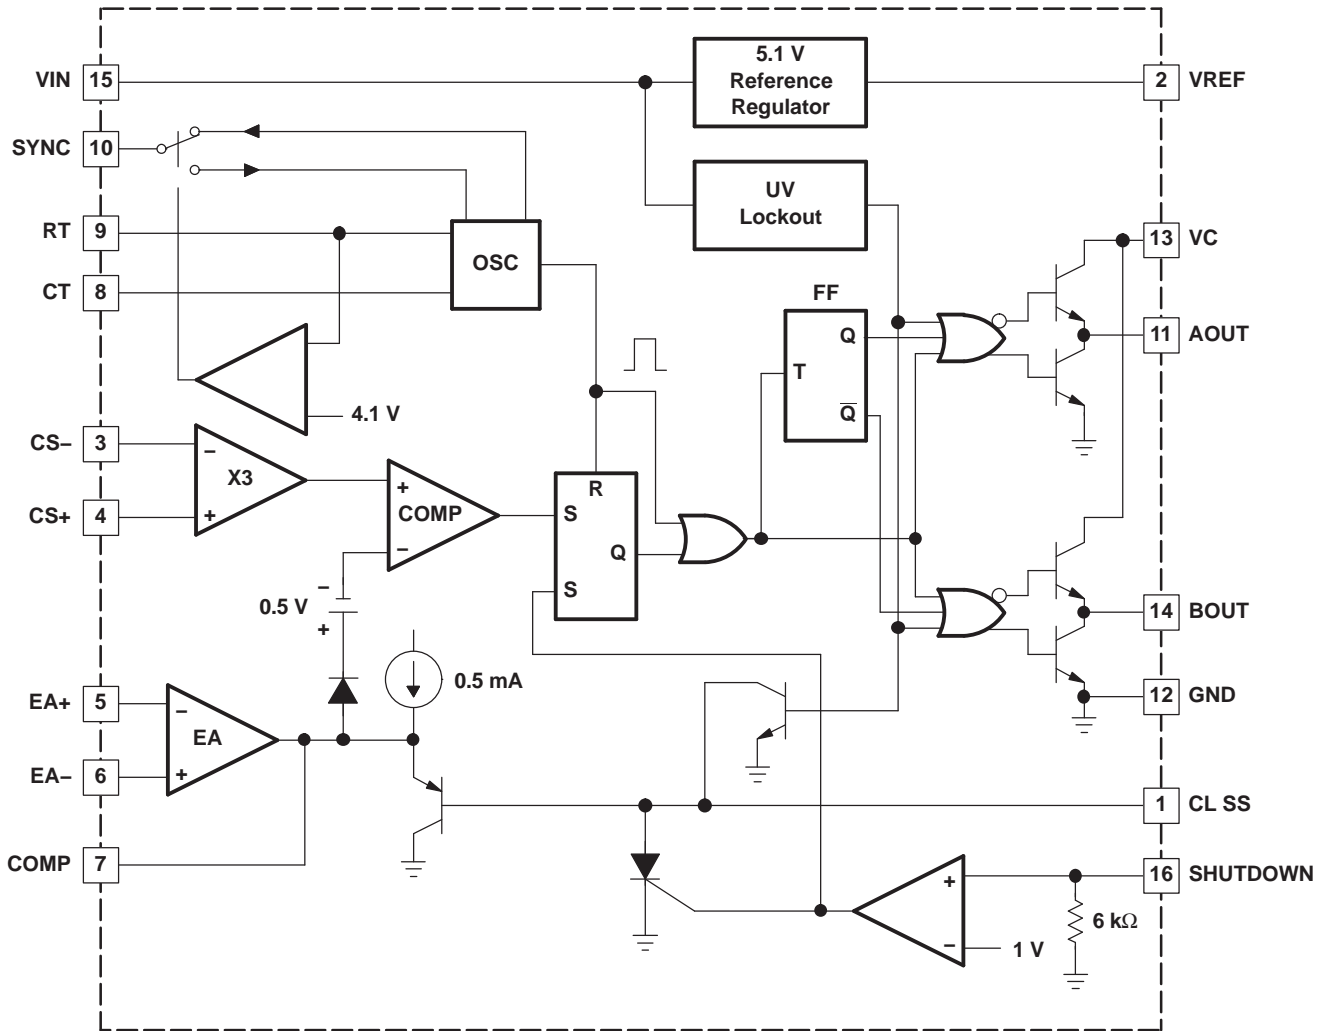 5.1 V
Reference
Regulator
VIN 15
2 VREF
SYNC 10
UV
Lockout
RT 9
OSC
13 VC
CT 8
FF
Q
11 AOUT
T
4.1 V
Q̅
CS– 3
–
X3
+
CS+ 4
+
COMP
–
R
S
Q
S
– 0.5 V
+
14 BOUT
0.5 mA
EA+ 5
–
EA
+
EA– 6
12 GND
1 CL SS
COMP 7
16 SHUTDOWN
+
–
1 V
6 kΩ